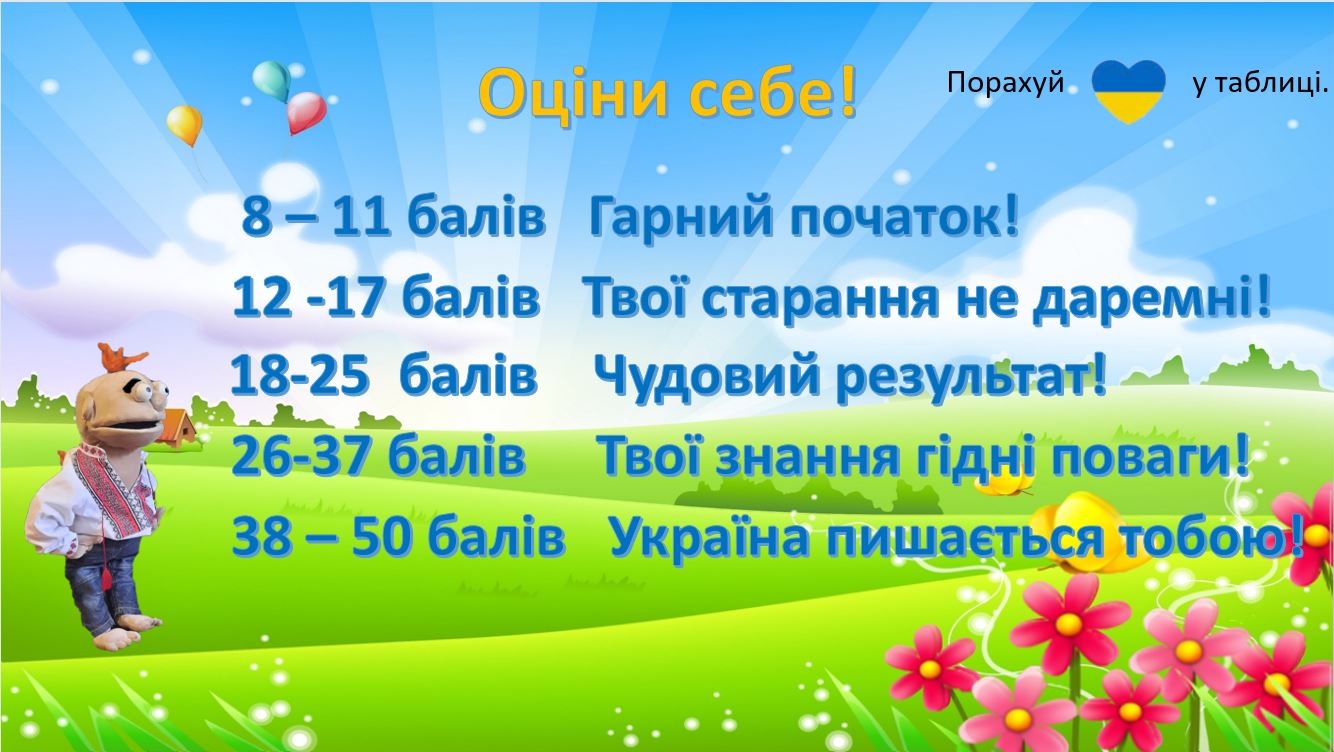 Оціни себе!
Порахуй у таблиці.
8 – 11 балів Гарний початок!
12 -17 балів Твої старання не даремні!
18-25 балів Чудовий результат!
26-37 балів Твої знання гідні поваги!
38 – 50 балів Україна пишається тобою!